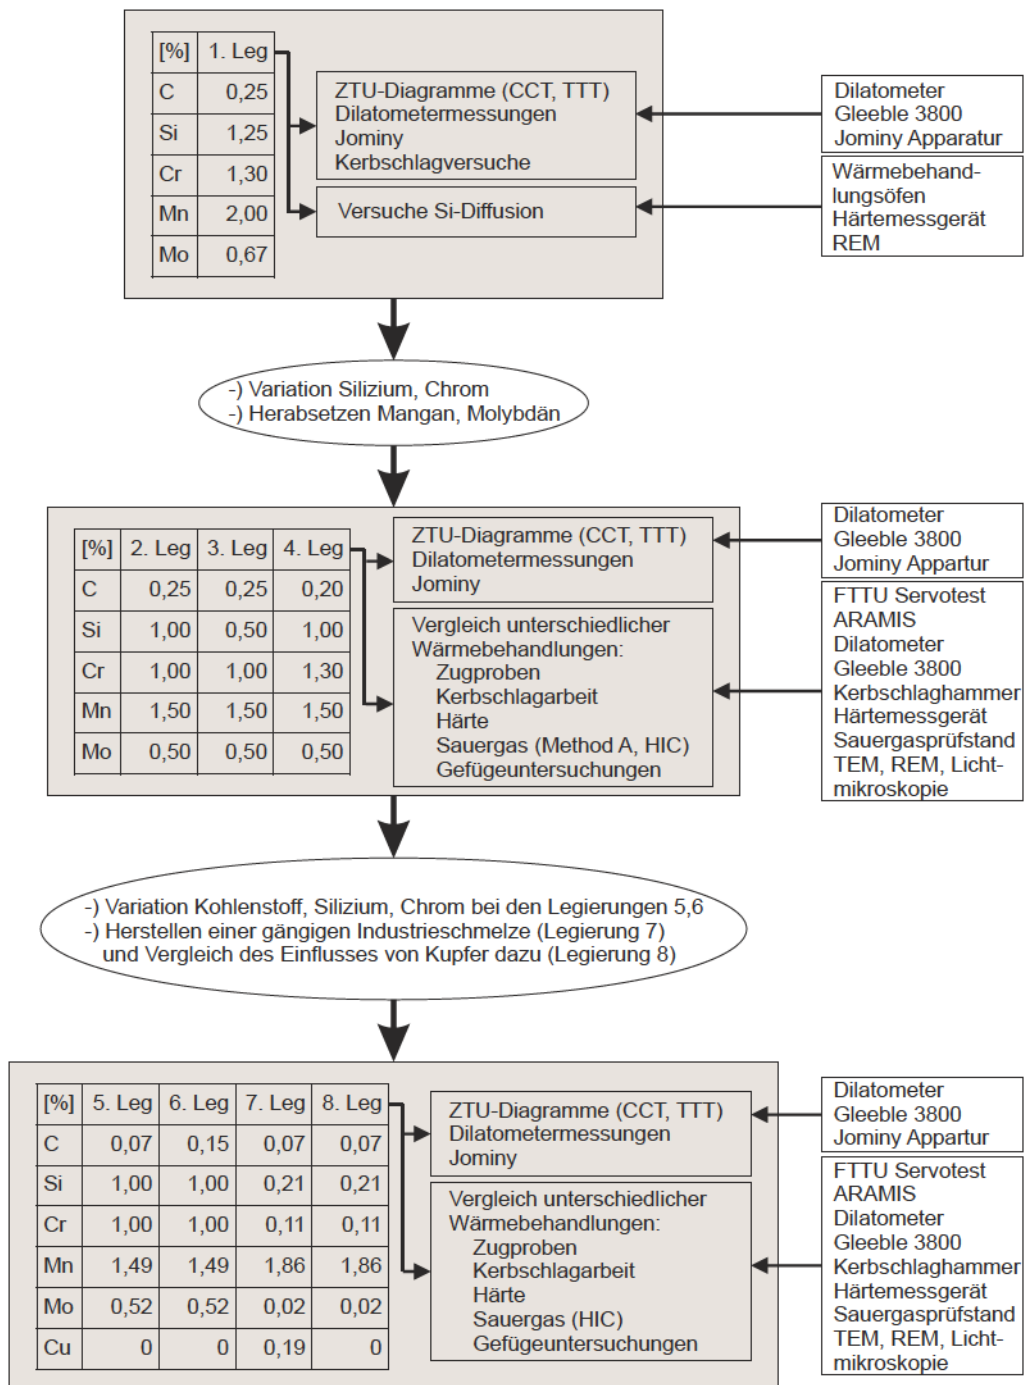 [%] 1. Leg
C 0,25
Si 1,25
Cr 1,30
Mn 2,00
Mo 0,67
ZTU-Diagramme (CCT, TTT)
Dilatometermessungen
Jominy
Kerbschlagversuche
Versuche Si-Diffusion
Dilatometer
Gleeble 3800
Jominy Apparatur
Wärmebehand-
lungsöfen
Härtemessgerät
REM
-) Variation Silizium, Chrom
-) Herabsetzen Mangan, Molybdän
[%] 2. Leg 3. Leg 4. Leg
C 0,25 0,25 0,20
Si 1,00 0,50 1,00
Cr 1,00 1,00 1,30
Mn 1,50 1,50 1,50
Mo 0,50 0,50 0,50
ZTU-Diagramme (CCT, TTT)
Dilatometermessungen
Jominy
Vergleich unterschiedlicher
Wärmebehandlungen:
Zugproben
Kerbschlagarbeit
Härte
Sauergas (Method A, HIC)
Gefügeuntersuchungen
Dilatometer
Gleeble 3800
Jominy Appartur
FTTU Servotest
ARAMIS
Dilatometer
Gleeble 3800
Kerbschlaghammer
Härtemessgerät
Sauergasprüfstand
TEM, REM, Licht-
mikroskopie
-) Variation Kohlenstoff, Silizium, Chrom bei den Legierungen 5,6
-) Herstellen einer gängigen Industrieschmelze (Legierung 7)
und Vergleich des Einflusses von Kupfer dazu (Legierung 8)
[%] 5. Leg 6. Leg 7. Leg 8. Leg
C 0,07 0,15 0,07 0,07
Si 1,00 1,00 0,21 0,21
Cr 1,00 1,00 0,11 0,11
Mn 1,49 1,49 1,86 1,86
Mo 0,52 0,52 0,02 0,02
Cu 0 0 0,19 0
ZTU-Diagramme (CCT, TTT)
Dilatometermessungen
Jominy
Vergleich unterschiedlicher
Wärmebehandlungen:
Zugproben
Kerbschlagarbeit
Härte
Sauergas (HIC)
Gefügeuntersuchungen
Dilatometer
Gleeble 3800
Jominy Appartur
FTTU Servotest
ARAMIS
Dilatometer
Gleeble 3800
Kerbschlaghammer
Härtemessgerät
Sauergasprüfstand
TEM, REM, Licht-
mikroskopie